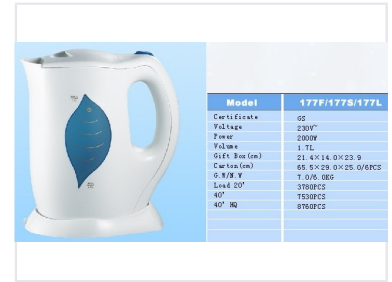 Model 177F/177S/177L
Certificate GS
Voltage 230V~
Power 2000W
Volume 1.7L
Gift Box(cm) 21.4×14.0×23.9
Carton(cm) 65.5×29.0×25.0/6PCS
G.W/N.W 7.0/6.0KG
Load 20' 3780PCS
40' 7530PCS
40' HQ 8760PCS